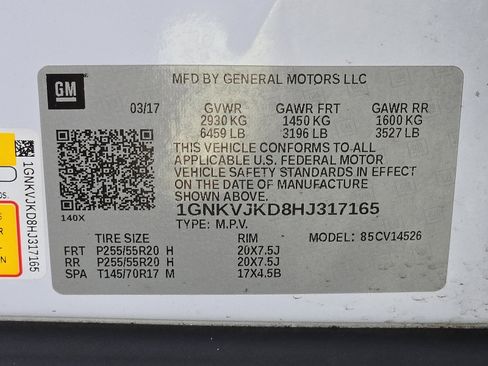 GM
MFD BY GENERAL MOTORS LLC
03/17 GVWR GAWR FRT GAWR RR
2930 KG 1450 KG 1600 KG
6459 LB 3196 LB 3527 LB
THIS VEHICLE CONFORMS TO ALL
APPLICABLE U.S. FEDERAL MOTOR
VEHICLE SAFETY STANDARDS IN EFFECT
ON THE DATE OF MANUFACTURE
SHOWN ABOVE.
140X
1GNKVJKD8HJ317165
TYPE: M.P.V.
TIRE SIZE RIM MODEL: 85CV14526
FRT P255/55R20 H 20X7.5J
RR P255/55R20 H 20X7.5J
SPA T145/70R17 M 17X4.5B
1GNKVJKD8HJ317165